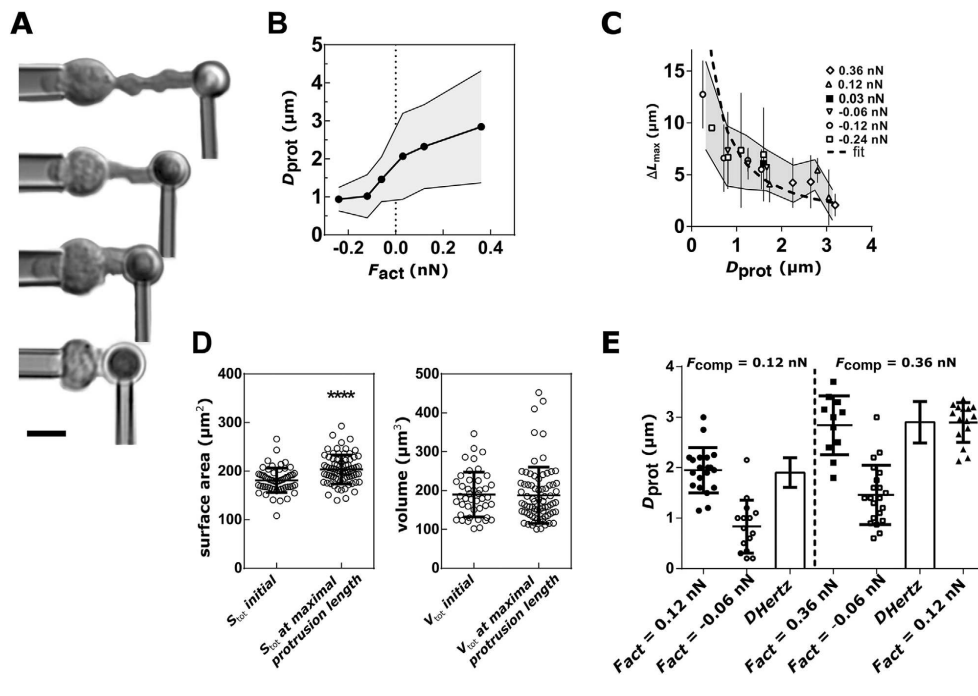 A
B
C
Dprot (µm)
5
4
3
2
1
0
-0.2
0.0
0.2
0.4
Fact (nN)
ΔLmax (µm)
15
10
5
0
0
1
2
3
4
Dprot (µm)
0.36 nN
0.12 nN
0.03 nN
-0.06 nN
-0.12 nN
-0.24 nN
fit
D
surface area (µm²)
400
300
200
100
0
****
Stot initial
Stot at maximal
protrusion length
volume (µm³)
500
400
300
200
100
0
Vtot initial
Vtot at maximal
protrusion length
E
Fcomp = 0.12 nN
Fcomp = 0.36 nN
Dprot (µm)
4
3
2
1
0
Fact = 0.12 nN
Fact = -0.06 nN
DHertz
Fact = 0.36 nN
Fact = -0.06 nN
DHertz
Fact = 0.12 nN